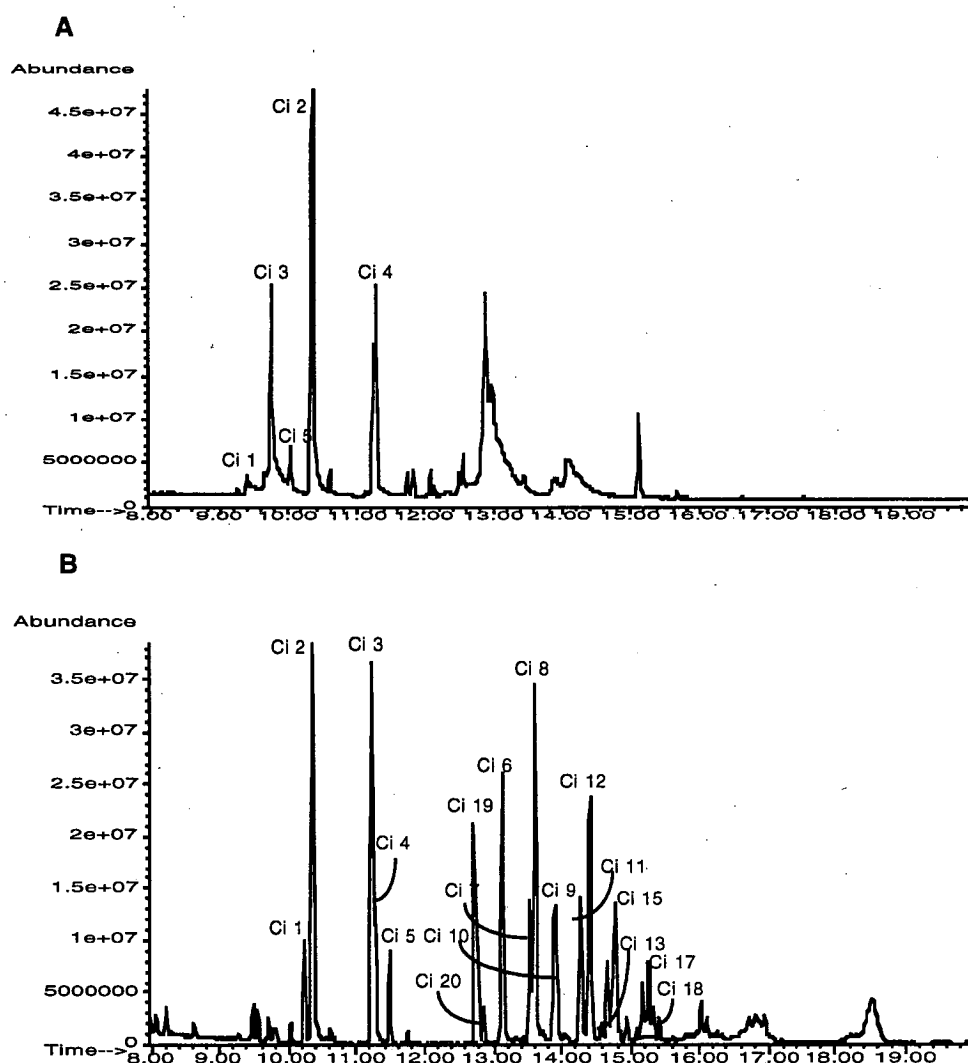 A
Abundance
Ci 2
4.5e+07
4e+07
3.5e+07
3e+07
Ci 3
Ci 4
2.5e+07
2e+07
1.5e+07
1e+07
Ci 5
Ci 1
5000000
0
Time-->
8.00 9.00 10.00 11.00 12.00 13.00 14.00 15.00 16.00 17.00 18.00 19.00
B
Abundance
Ci 2
Ci 3
3.5e+07
Ci 8
3e+07
Ci 6
2.5e+07
Ci 12
Ci 19
2e+07
Ci 4
Ci 11
1.5e+07
Ci 7
Ci 9
Ci 15
Ci 1
Ci 5
Ci 10
Ci 13
1e+07
Ci 17
Ci 20
Ci 18
5000000
0
Time-->
8.00 9.00 10.00 11.00 12.00 13.00 14.00 15.00 16.00 17.00 18.00 19.00